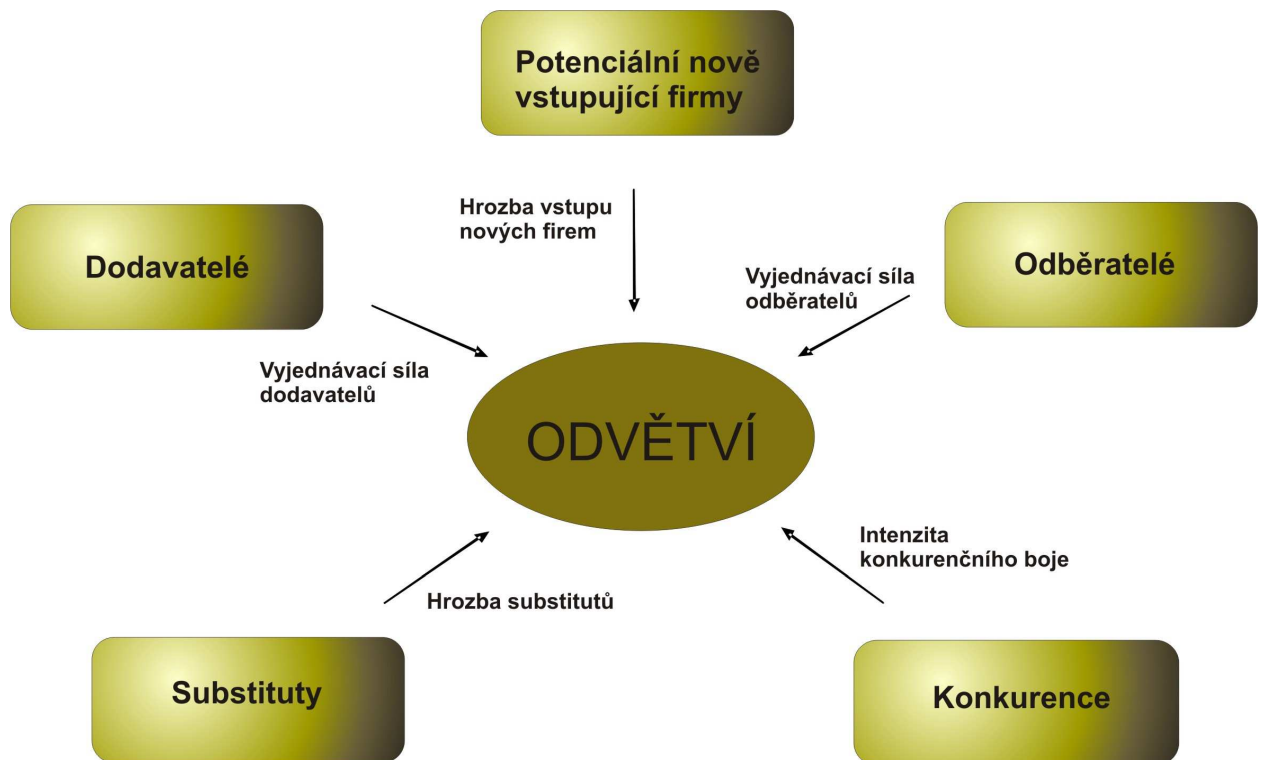 Potenciální nově
vstupující firmy
Hrozba vstupu
nových firem
Dodavatelé
Odběratelé
Vyjednávací síla
odběratelů
Vyjednávací síla
dodavatelů
ODVĚTVÍ
Intenzita
konkurenčního boje
Hrozba substitutů
Substituty
Konkurence